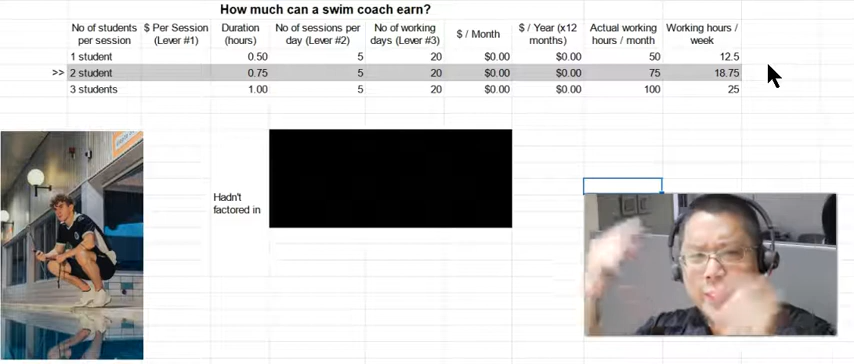 How much can a swim coach earn?
No of students per session $ Per Session (Lever #1) Duration (hours) No of sessions per day (Lever #2) No of working days (Lever #3) $ / Month $ / Year (x12 months) Actual working hours / month Working hours / week
1 student 0.50 5 20 $0.00 $0.00 50 12.5
>> 2 student 0.75 5 20 $0.00 $0.00 75 18.75
3 students 1.00 5 20 $0.00 $0.00 100 25
Hadn't
factored in